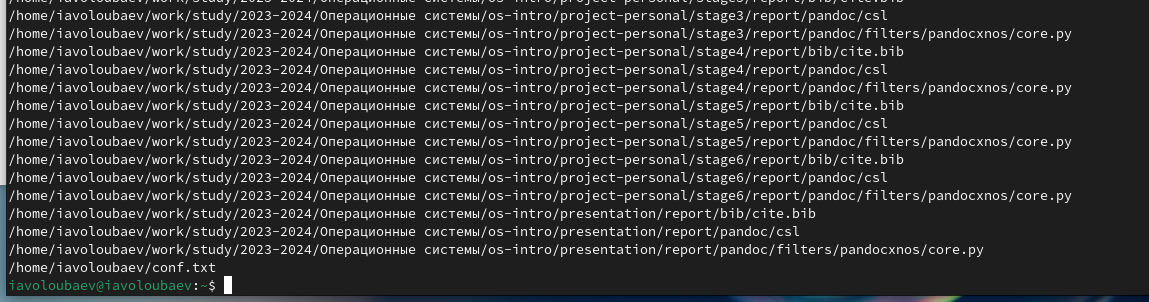 /home/iavoloubaev/work/study/2023-2024/Операционные системы/os-intro/project-personal/stage3/report/bib/cite.bib
/home/iavoloubaev/work/study/2023-2024/Операционные системы/os-intro/project-personal/stage3/report/pandoc/csl
/home/iavoloubaev/work/study/2023-2024/Операционные системы/os-intro/project-personal/stage3/report/pandoc/filters/pandocxnos/core.py
/home/iavoloubaev/work/study/2023-2024/Операционные системы/os-intro/project-personal/stage4/report/bib/cite.bib
/home/iavoloubaev/work/study/2023-2024/Операционные системы/os-intro/project-personal/stage4/report/pandoc/csl
/home/iavoloubaev/work/study/2023-2024/Операционные системы/os-intro/project-personal/stage4/report/pandoc/filters/pandocxnos/core.py
/home/iavoloubaev/work/study/2023-2024/Операционные системы/os-intro/project-personal/stage5/report/bib/cite.bib
/home/iavoloubaev/work/study/2023-2024/Операционные системы/os-intro/project-personal/stage5/report/pandoc/csl
/home/iavoloubaev/work/study/2023-2024/Операционные системы/os-intro/project-personal/stage5/report/pandoc/filters/pandocxnos/core.py
/home/iavoloubaev/work/study/2023-2024/Операционные системы/os-intro/project-personal/stage6/report/bib/cite.bib
/home/iavoloubaev/work/study/2023-2024/Операционные системы/os-intro/project-personal/stage6/report/pandoc/csl
/home/iavoloubaev/work/study/2023-2024/Операционные системы/os-intro/project-personal/stage6/report/pandoc/filters/pandocxnos/core.py
/home/iavoloubaev/work/study/2023-2024/Операционные системы/os-intro/presentation/report/bib/cite.bib
/home/iavoloubaev/work/study/2023-2024/Операционные системы/os-intro/presentation/report/pandoc/csl
/home/iavoloubaev/work/study/2023-2024/Операционные системы/os-intro/presentation/report/pandoc/filters/pandocxnos/core.py
/home/iavoloubaev/conf.txt
iavoloubaev@iavoloubaev:~$